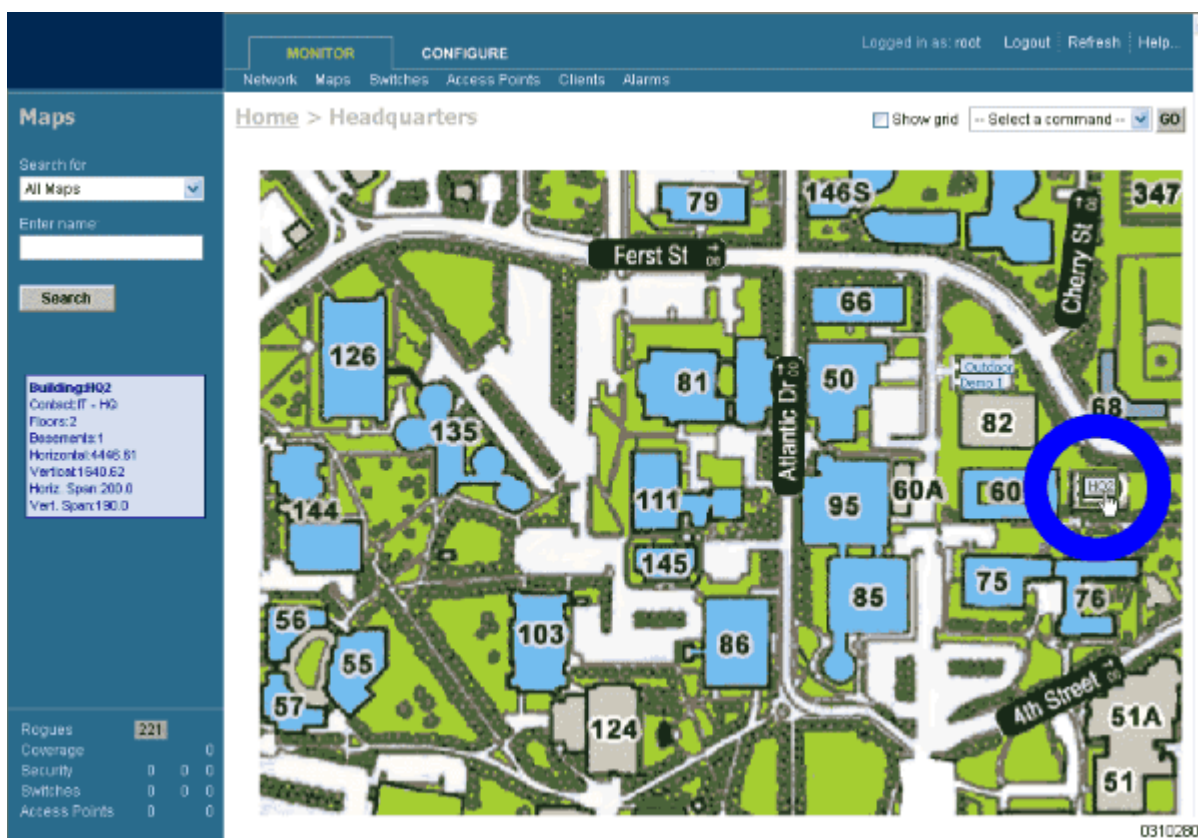 MONITOR CONFIGURE
Logged in as: root Logout Refresh Help...
Network Maps Switches Access Points Clients Alarms
Maps
Home > Headquarters
Show grid -- Select a command -- GO
Search for
All Maps
Enter name
Search
Building:HQ2
Contact:IT - HQ
Floors:2
Basements:1
Horizontal:4446.61
Vertical:1640.62
Horiz. Span:200.0
Vert. Span:190.0
Rogues 221
Coverage 0
Security 0 0 0
Switches 0 0 0
Access Points 0 0
79
146S
347
Ferst St
Cherry St
66
126
81
50
Outdoor
Demo 1
68
82
135
Atlantic Dr
111
95
60A
60
HQ2
144
145
75
76
85
56
103
86
55
4th Street
57
124
51A
51
0310280